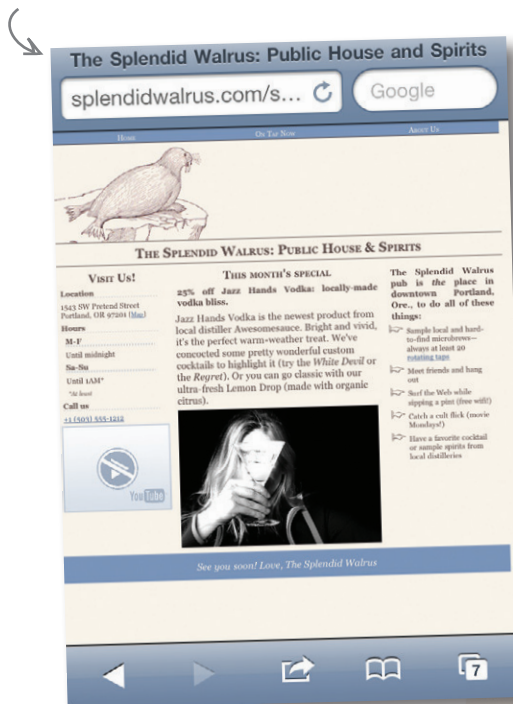 The Splendid Walrus: Public House and Spirits
splendidwalrus.com/s...
Google
Home
On Tap Now
About Us
The Splendid Walrus: Public House & Spirits
Visit Us!
Location
1543 SW Pretend Street
Portland, OR 97201 (Map)
Hours
M-F
Until midnight
Sa-Su
Until 1AM*
*At least
Call us
+1 (503) 555-1212
YouTube
This month's special
25% off Jazz Hands Vodka: locally-made
vodka bliss.
Jazz Hands Vodka is the newest product from
local distiller Awesomesauce. Bright and vivid,
it's the perfect warm-weather treat. We've
concocted some pretty wonderful custom
cocktails to highlight it (try the White Devil or
the Regret). Or you can go classic with our
ultra-fresh Lemon Drop (made with organic
citrus).
The Splendid Walrus
pub is the place in
downtown Portland,
Ore., to do all of these
things:
Sample local and hard-
to-find microbrews—
always at least 20
rotating taps
Meet friends and hang
out
Surf the Web while
sipping a pint (free wifi!)
Catch a cult flick (movie
Mondays!)
Have a favorite cocktail
or sample spirits from
local distilleries
See you soon! Love, The Splendid Walrus
7